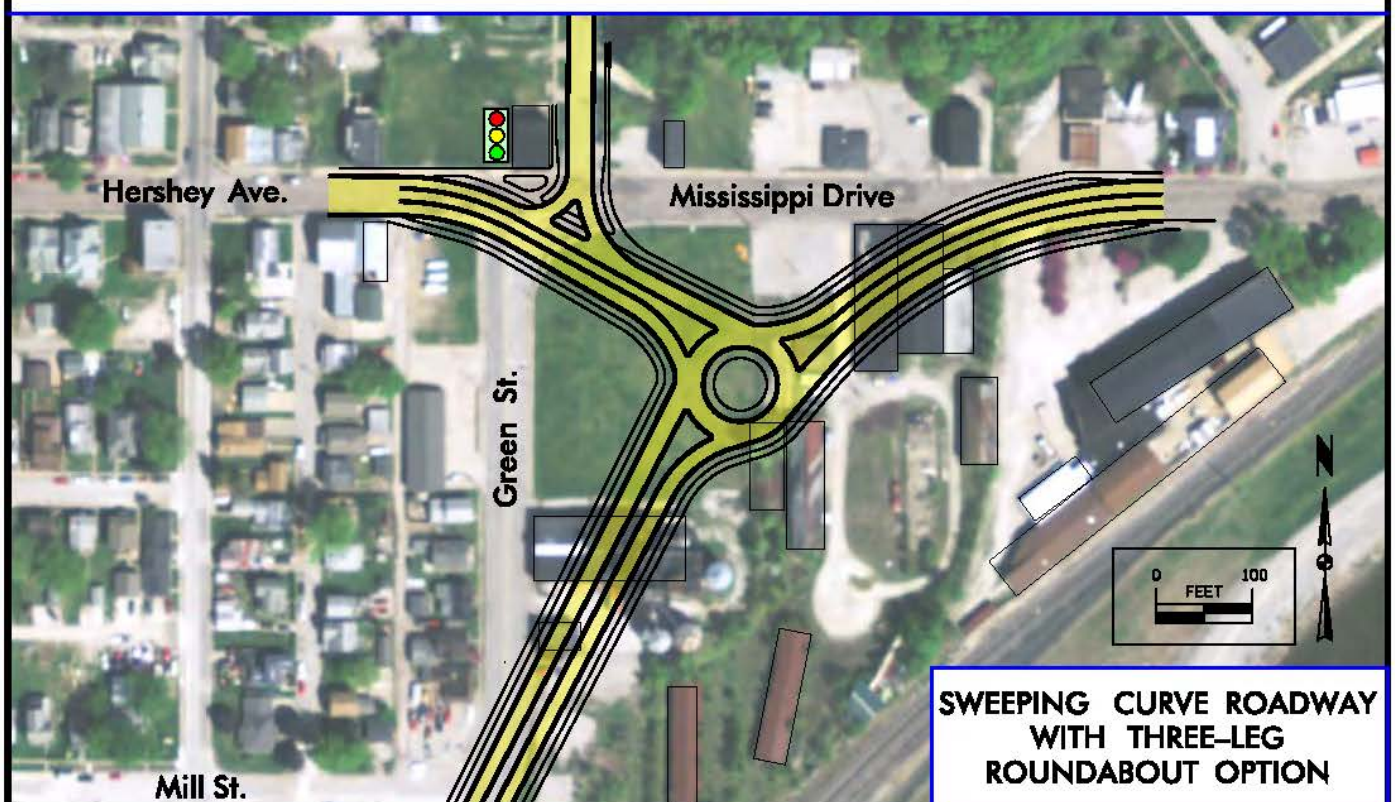 Hershey Ave.
Mississippi Drive
Green St.
N
0 100
FEET
SWEEPING CURVE ROADWAY
WITH THREE–LEG
ROUNDABOUT OPTION
Mill St.